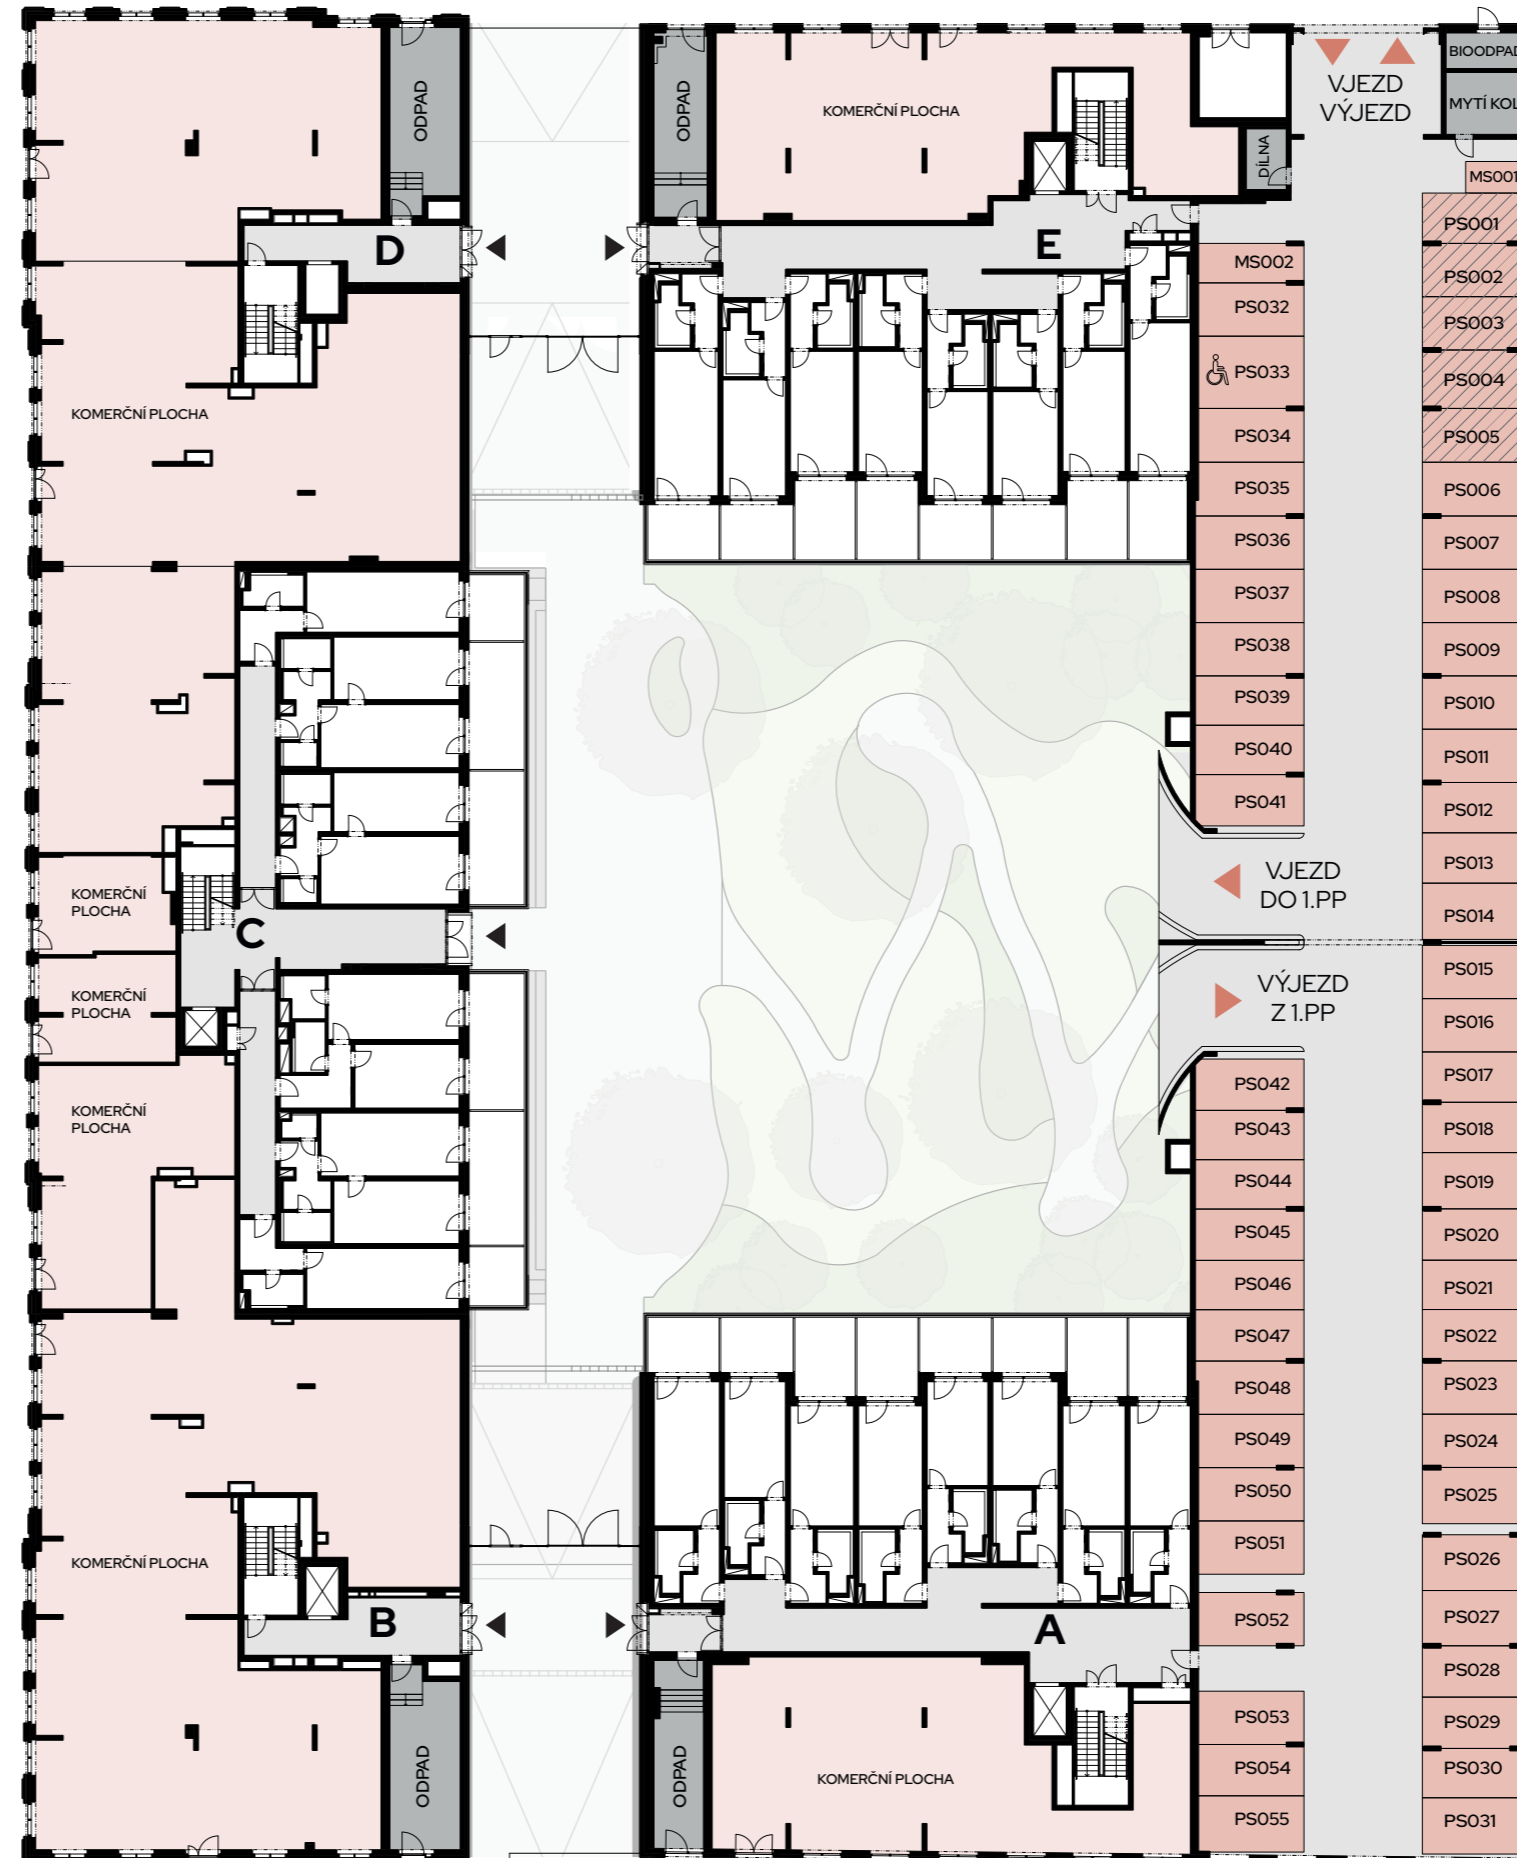 ODPAD
ODPAD
KOMERČNÍ PLOCHA
VJEZD
VÝJEZD
BIOODPAD
MYTÍ KOL
DÍLNA
MS001
D
E
PS001
PS002
PS003
PS004
PS005
PS006
PS007
PS008
PS009
PS010
PS011
PS012
PS013
PS014
PS015
PS016
PS017
PS018
PS019
PS020
PS021
PS022
PS023
PS024
PS025
PS026
PS027
PS028
PS029
PS030
PS031
MS002
PS032
PS033
PS034
PS035
PS036
PS037
PS038
PS039
PS040
PS041
VJEZD
DO 1.PP
VÝJEZD
Z 1.PP
PS042
PS043
PS044
PS045
PS046
PS047
PS048
PS049
PS050
PS051
PS052
PS053
PS054
PS055
KOMERČNÍ PLOCHA
KOMERČNÍ
PLOCHA
C
KOMERČNÍ
PLOCHA
KOMERČNÍ
PLOCHA
KOMERČNÍ PLOCHA
B
A
ODPAD
ODPAD
KOMERČNÍ PLOCHA